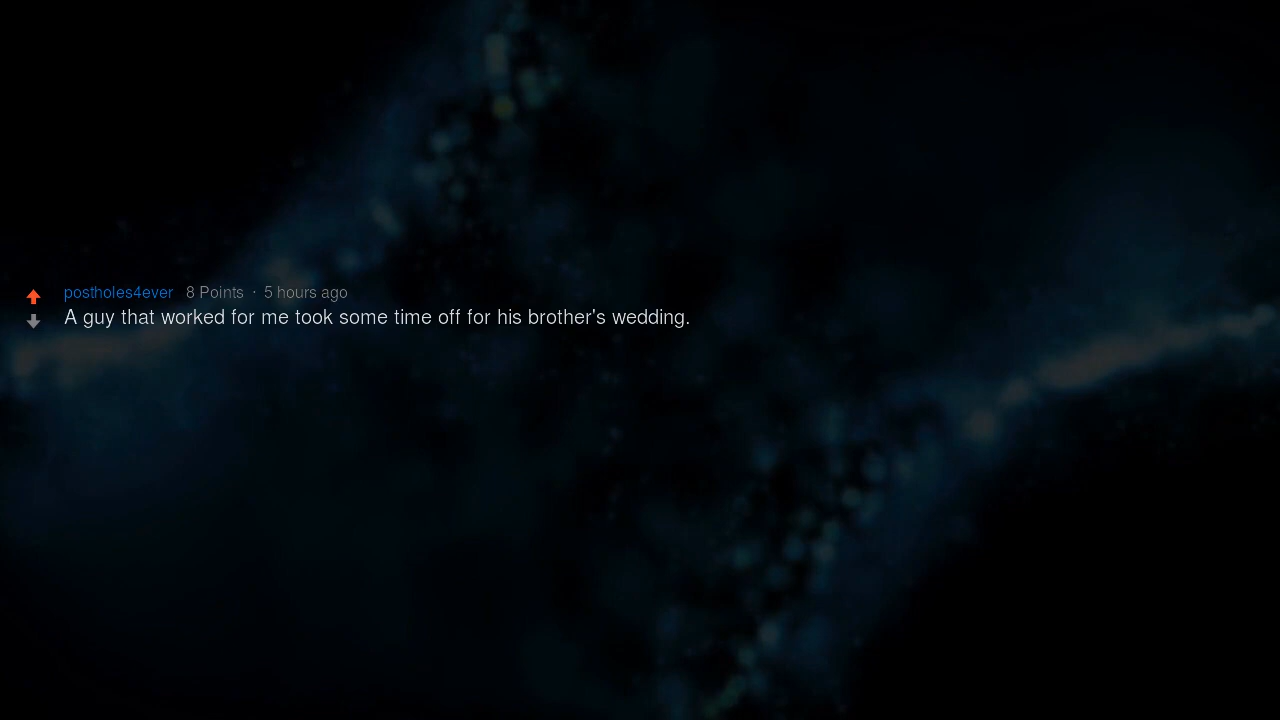 postholes4ever 8 Points · 5 hours ago
A guy that worked for me took some time off for his brother's wedding.